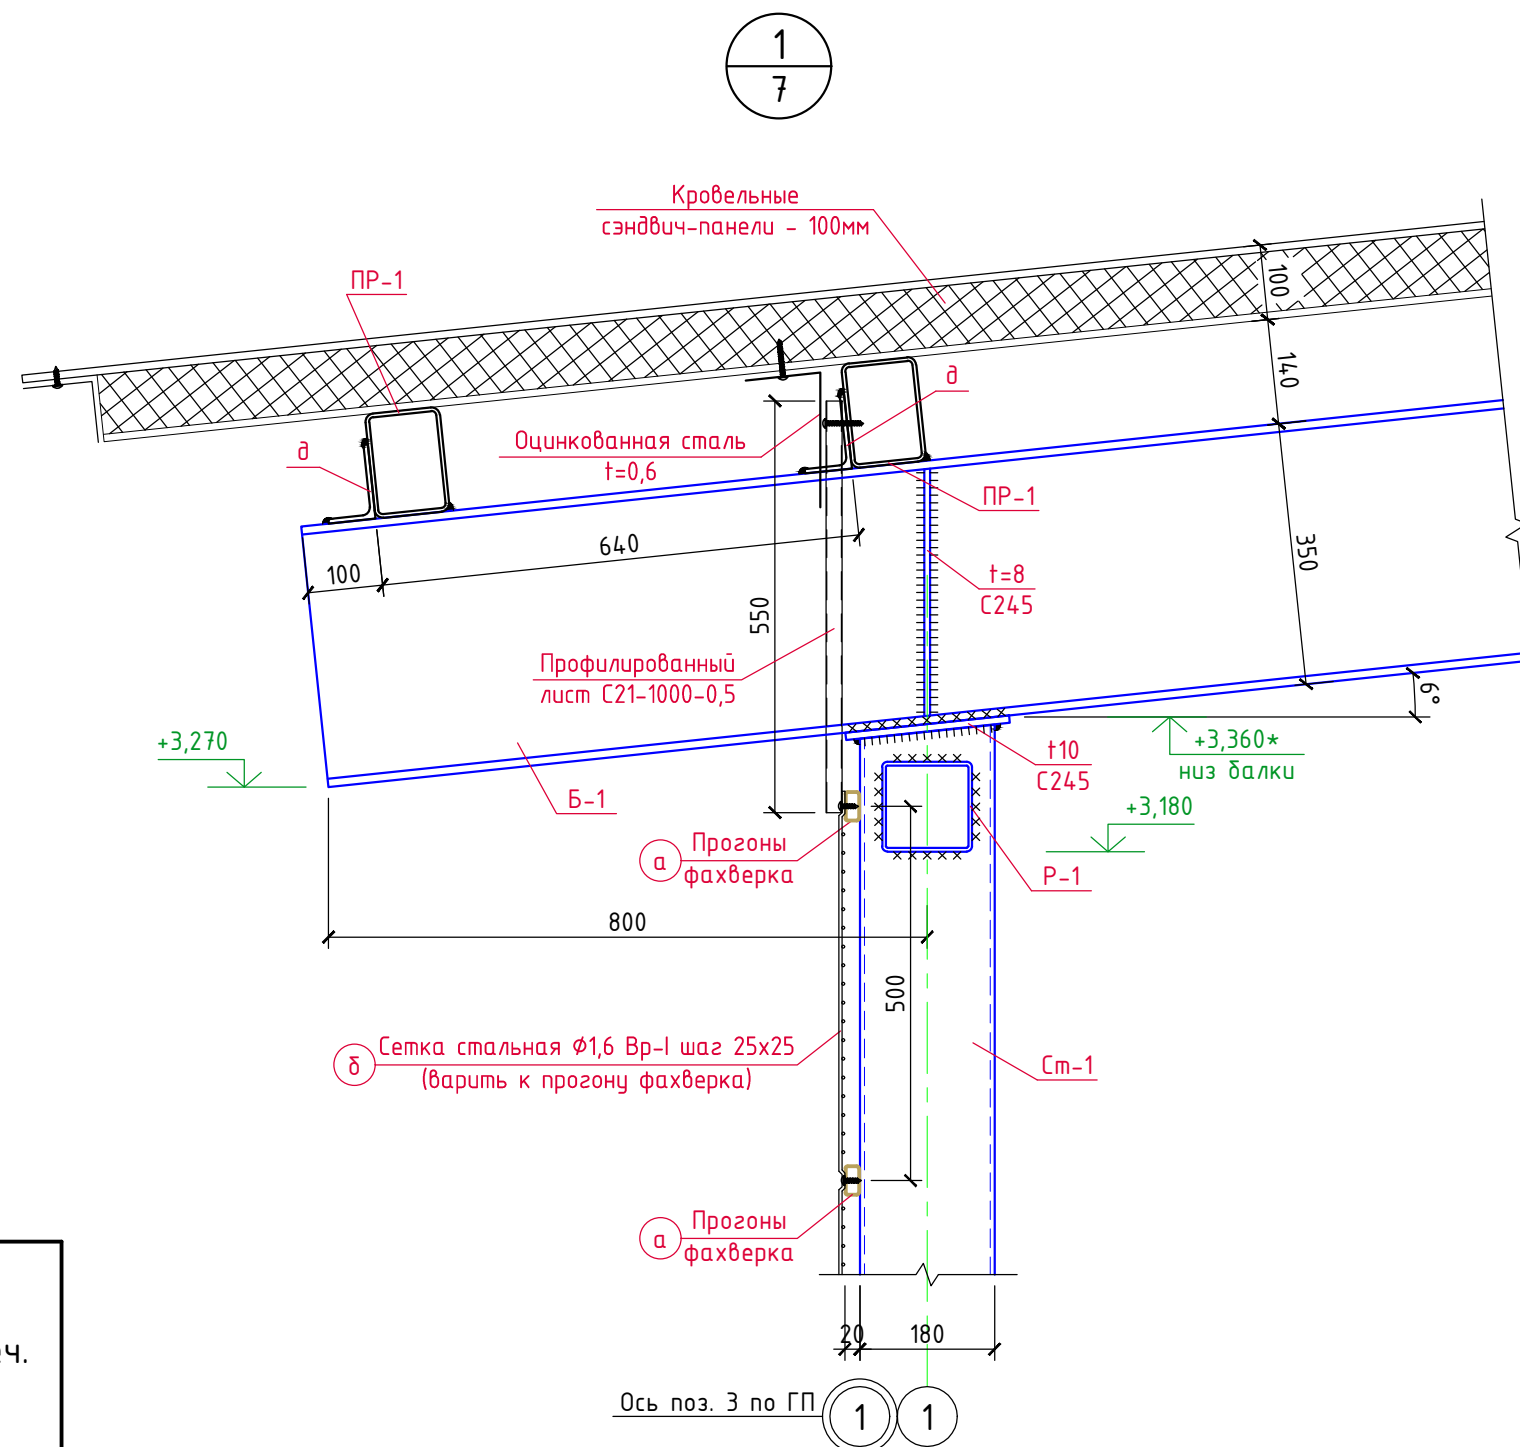 1
7
Кровельные
сэндвич-панели - 100мм
ПР-1
100
140
д
Оцинкованная сталь
t=0,6
д
ПР-1
640
100
350
t=8
С245
550
Профилированный
лист С21-1000-0,5
6°
+3,270
+3,360*
низ балки
t10
С245
Б-1
+3,180
а
Прогоны
фахверка
Р-1
800
500
б
Сетка стальная Ø1,6 Вр-I шаг 25х25
(варить к прогону фахверка)
Ст-1
а
Прогоны
фахверка
20
180
еч.
Ось поз. 3 по ГП
1
1